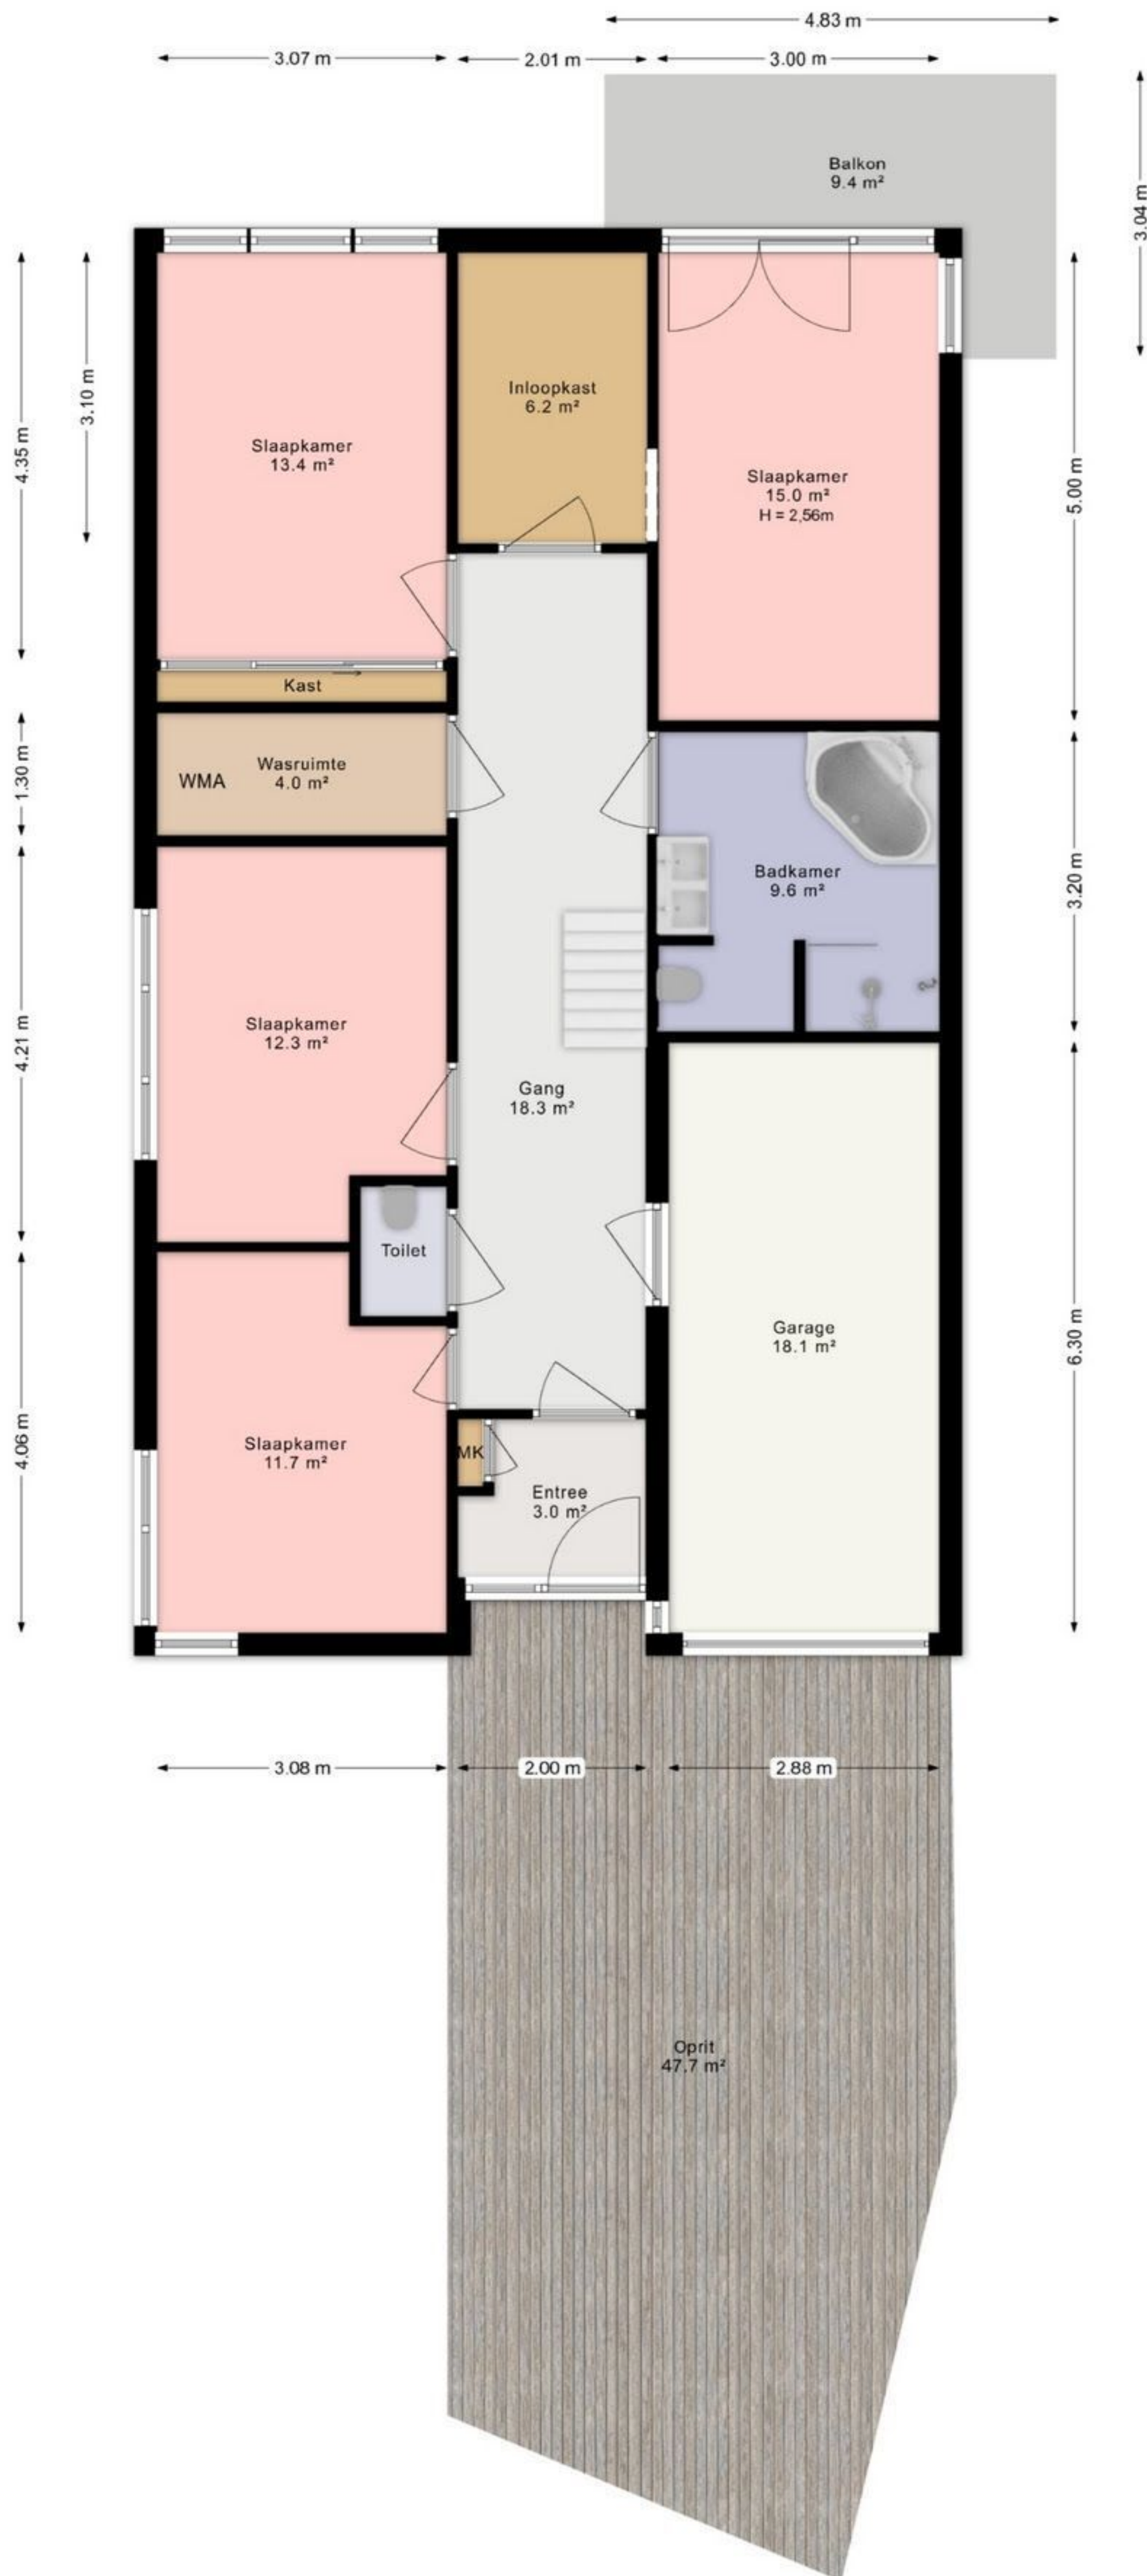 4.83 m
3.07 m
2.01 m
3.00 m
3.04 m
Balkon
9.4 m²
4.35 m
3.10 m
Slaapkamer
13.4 m²
Inloopkast
6.2 m²
Slaapkamer
15.0 m²
H = 2,56m
5.00 m
Kast
1.30 m
WMA
Wasruimte
4.0 m²
Badkamer
9.6 m²
3.20 m
4.21 m
Slaapkamer
12.3 m²
Gang
18.3 m²
Toilet
Garage
18.1 m²
6.30 m
4.06 m
Slaapkamer
11.7 m²
MK
Entree
3.0 m²
3.08 m
2.00 m
2.88 m
Oprit
47.7 m²